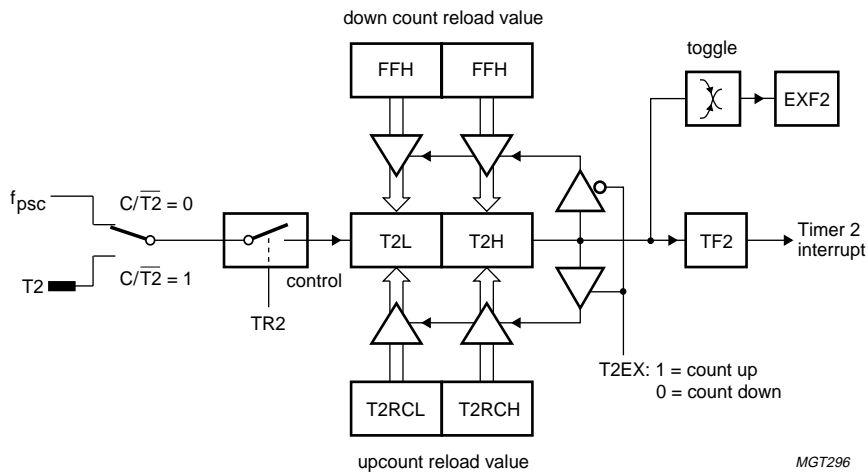 down count reload value
toggle
FFH FFH
EXF2
fpsc
C/T2 = 0
T2L T2H
TF2
Timer 2
interrupt
T2
C/T2 = 1
control
TR2
T2EX: 1 = count up
0 = count down
T2RCL T2RCH
upcount reload value
MGT296